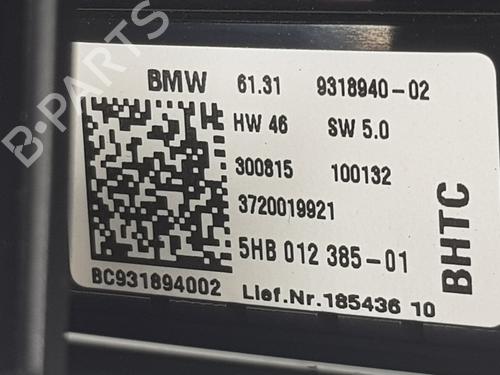 BMW 61.31 9318940-02
HW 46 SW 5.0
300815 100132
3720019921
5HB 012 385-01
BC931894002 Lief.Nr.185436 10
BHTC
B-PARTS